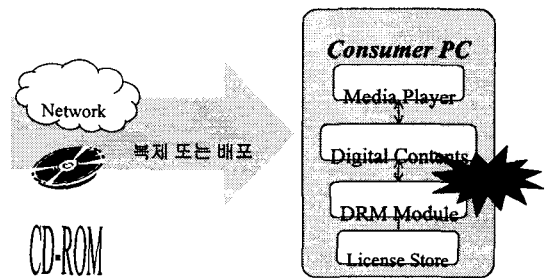 Network
복제 또는 배포
CD-ROM
Consumer PC
Media Player
Digital Contents
DRM Module
License Store